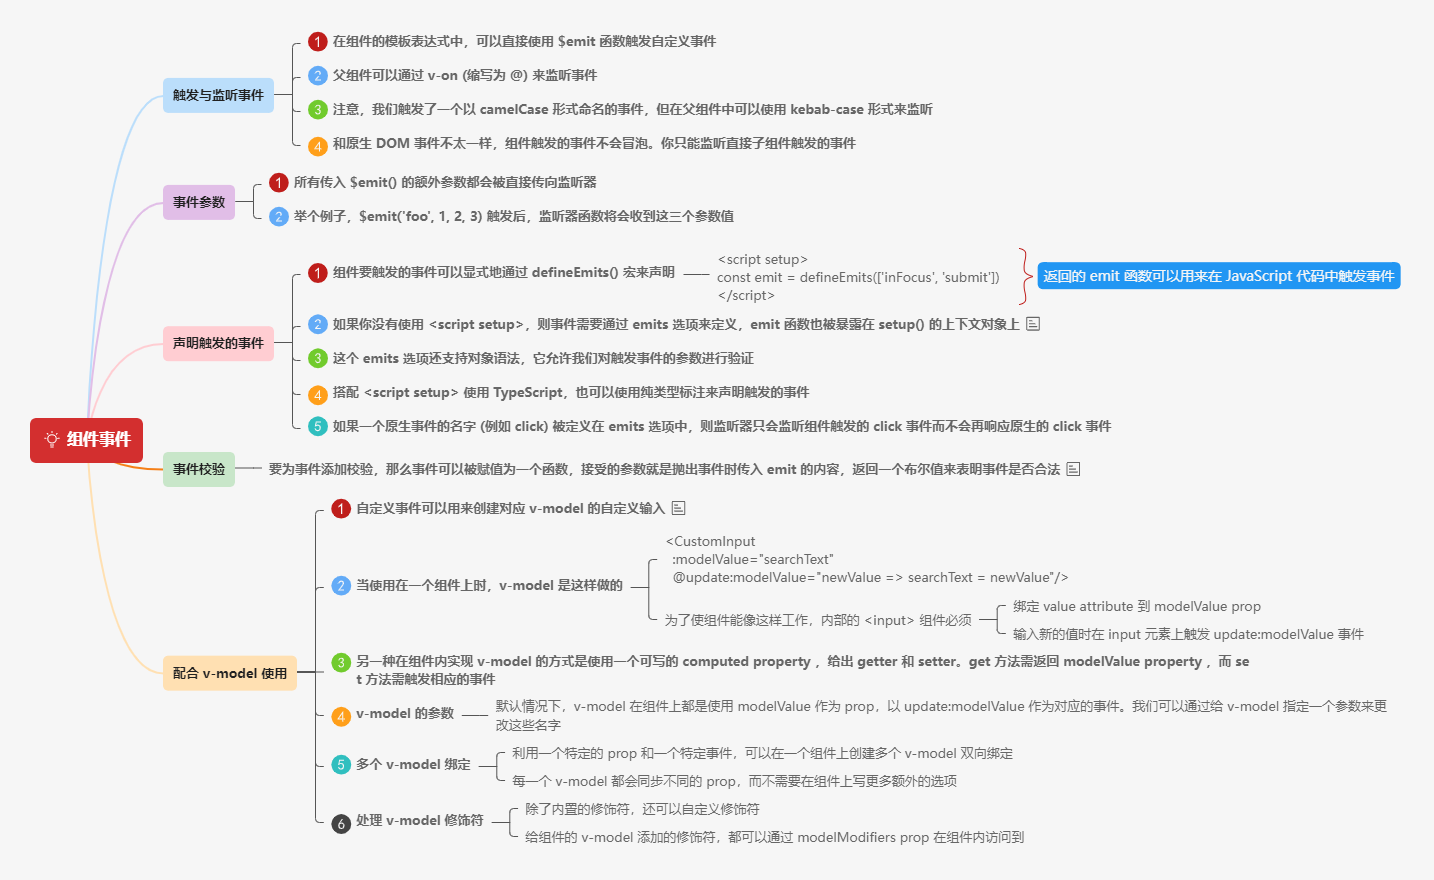 组件事件
触发与监听事件
1 在组件的模板表达式中，可以直接使用 $emit 函数触发自定义事件
2 父组件可以通过 v-on (缩写为 @) 来监听事件
3 注意，我们触发了一个以 camelCase 形式命名的事件，但在父组件中可以使用 kebab-case 形式来监听
4 和原生 DOM 事件不太一样，组件触发的事件不会冒泡。你只能监听直接子组件触发的事件
事件参数
1 所有传入 $emit() 的额外参数都会被直接传向监听器
2 举个例子，$emit('foo', 1, 2, 3) 触发后，监听器函数将会收到这三个参数值
声明触发的事件
1 组件要触发的事件可以显式地通过 defineEmits() 宏来声明
<script setup>
const emit = defineEmits(['inFocus', 'submit'])
</script>
返回的 emit 函数可以用来在 JavaScript 代码中触发事件
2 如果你没有使用 <script setup>，则事件需要通过 emits 选项来定义，emit 函数也被暴露在 setup() 的上下文对象上
3 这个 emits 选项还支持对象语法，它允许我们对触发事件的参数进行验证
4 搭配 <script setup> 使用 TypeScript，也可以使用纯类型标注来声明触发的事件
5 如果一个原生事件的名字 (例如 click) 被定义在 emits 选项中，则监听器只会监听组件触发的 click 事件而不会再响应原生的 click 事件
事件校验
要为事件添加校验，那么事件可以被赋值为一个函数，接受的参数就是抛出事件时传入 emit 的内容，返回一个布尔值来表明事件是否合法
配合 v-model 使用
1 自定义事件可以用来创建对应 v-model 的自定义输入
2 当使用在一个组件上时，v-model 是这样做的
<CustomInput
:modelValue="searchText"
@update:modelValue="newValue => searchText = newValue"/>
为了使组件能像这样工作，内部的 <input> 组件必须
绑定 value attribute 到 modelValue prop
输入新的值时在 input 元素上触发 update:modelValue 事件
3 另一种在组件内实现 v-model 的方式是使用一个可写的 computed property ，给出 getter 和 setter。get 方法需返回 modelValue property ，而 se
t 方法需触发相应的事件
4 v-model 的参数
默认情况下，v-model 在组件上都是使用 modelValue 作为 prop，以 update:modelValue 作为对应的事件。我们可以通过给 v-model 指定一个参数来更
改这些名字
5 多个 v-model 绑定
利用一个特定的 prop 和一个特定事件，可以在一个组件上创建多个 v-model 双向绑定
每一个 v-model 都会同步不同的 prop，而不需要在组件上写更多额外的选项
6 处理 v-model 修饰符
除了内置的修饰符，还可以自定义修饰符
给组件的 v-model 添加的修饰符，都可以通过 modelModifiers prop 在组件内访问到